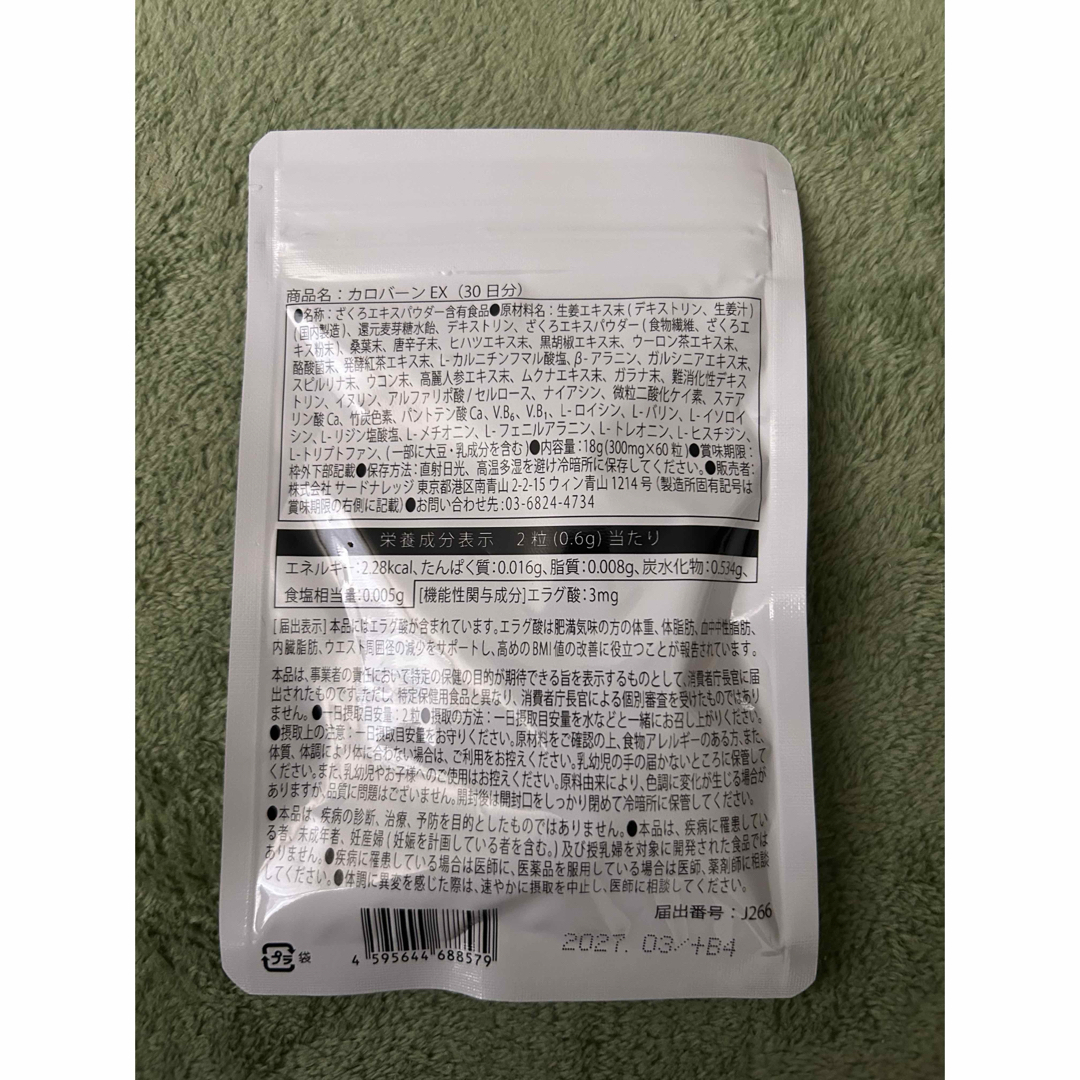 商品名：カロバーン EX（30 日分）
●名称：ざくろエキスパウダー含有食品●原材料名：生姜エキス末（デキストリン、生姜汁）
（国内製造）、還元麦芽糖水飴、デキストリン、ざくろエキスパウダー（食物繊維、ざくろエ
キス粉末）、桑葉末、唐辛子末、ヒハツエキス末、黒胡椒エキス末、ウーロン茶エキス末、
酪酸菌末、発酵紅茶エキス末、L-カルニチンフマル酸塩、β-アラニン、ガルシニアエキス末、
スピルリナ末、ウコン末、高麗人参エキス末、ムクナエキス末、ガラナ末、難消化性デキス
トリン、イヌリン、アルファリポ酸 / セルロース、ナイアシン、微粒二酸化ケイ素、ステア
リン酸 Ca、竹炭色素、パントテン酸 Ca、V.B₆、V.B₁、L-ロイシン、L-バリン、L-イソロイ
シン、L-リジン塩酸塩、L-メチオニン、L-フェニルアラニン、L-トレオニン、L-ヒスチジン、
L-トリプトファン、（一部に大豆・乳成分を含む）●内容量：18g（300mg×60 粒）●賞味期限：
枠外下部記載●保存方法：直射日光、高温多湿を避け冷暗所に保存してください。●販売者：
株式会社 サードナレッジ 東京都港区南青山 2-2-15 ウィン青山 1214 号（製造所固有記号は
賞味期限の右側に記載）●お問い合わせ先：03-6824-4734
栄養成分表示 2 粒 (0.6g) 当たり
エネルギー：2.28kcal、たんぱく質：0.016g、脂質：0.008g、炭水化物：0.534g、
食塩相当量：0.005g [機能性関与成分]エラグ酸：3mg
[届出表示] 本品にはエラグ酸が含まれています。エラグ酸は肥満気味の方の体重、体脂肪、血中中性脂肪、
内臓脂肪、ウエスト周囲径の減少をサポートし、高めのBMI値の改善に役立つことが報告されています。
本品は、事業者の責任において特定の保健の目的が期待できる旨を表示するものとして、消費者庁長官に届
出されたものです。ただし、特定保健用食品と異なり、消費者庁長官による個別審査を受けたものではあり
ません。●一日摂取目安量：2粒●摂取の方法：一日摂取目安量を水などと一緒にお召し上がりください。
●摂取上の注意：一日摂取目安量をお守りください。原材料をご確認の上、食物アレルギーのある方、また、
体質、体調により体に合わない場合は、ご利用をお控えください。乳幼児の手の届かないところに保管して
ください。また、乳幼児やお子様へのご使用はお控えください。原料由来により、色調に変化が生じる場合が
ありますが、品質に問題はございません。開封後は開封口をしっかり閉めて冷暗所に保管してください。
●本品は、疾病の診断、治療、予防を目的としたものではありません。●本品は、疾病に罹患してい
る者、未成年者、妊産婦（妊娠を計画している者を含む。）及び授乳婦を対象に開発された食品では
ありません。●疾病に罹患している場合は医師に、医薬品を服用している場合は医師、薬剤師に相談
してください。●体調に異変を感じた際は、速やかに摂取を中止し、医師に相談してください。
届出番号：J266
2027. 03/+B4
プラ 袋
4 595644 688579